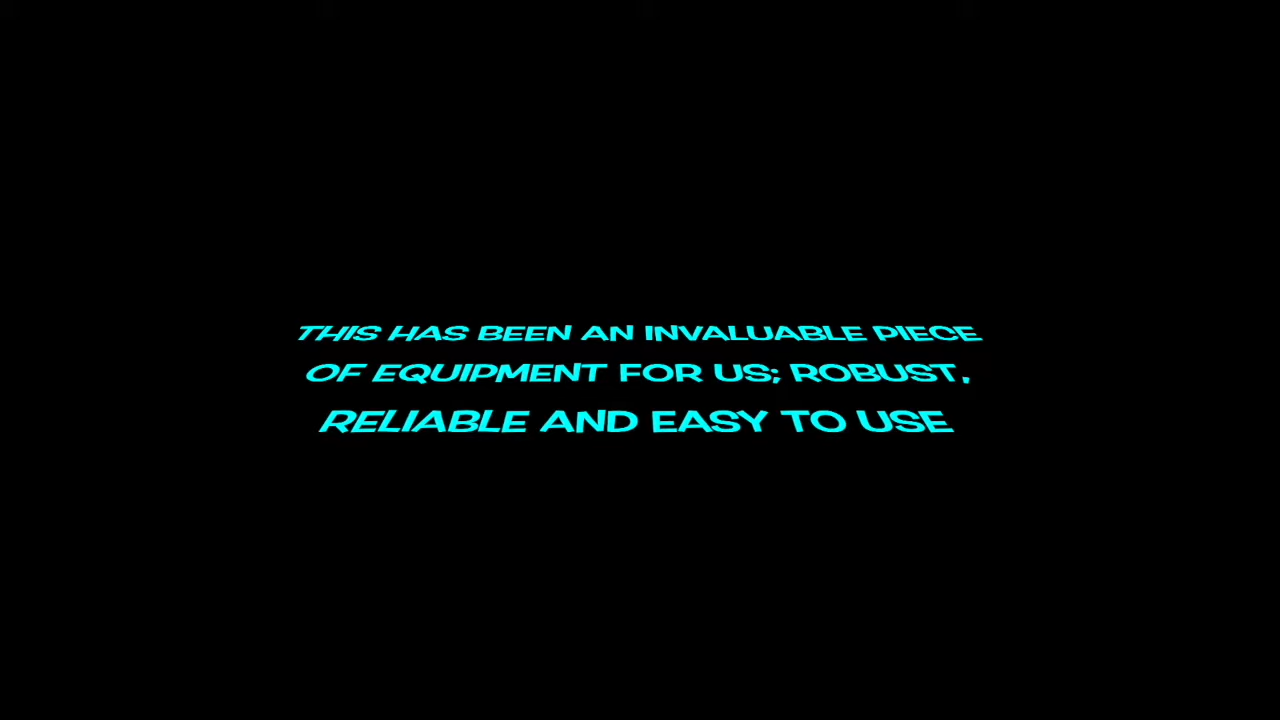 THIS HAS BEEN AN INVALUABLE PIECE
OF EQUIPMENT FOR US; ROBUST,
RELIABLE AND EASY TO USE